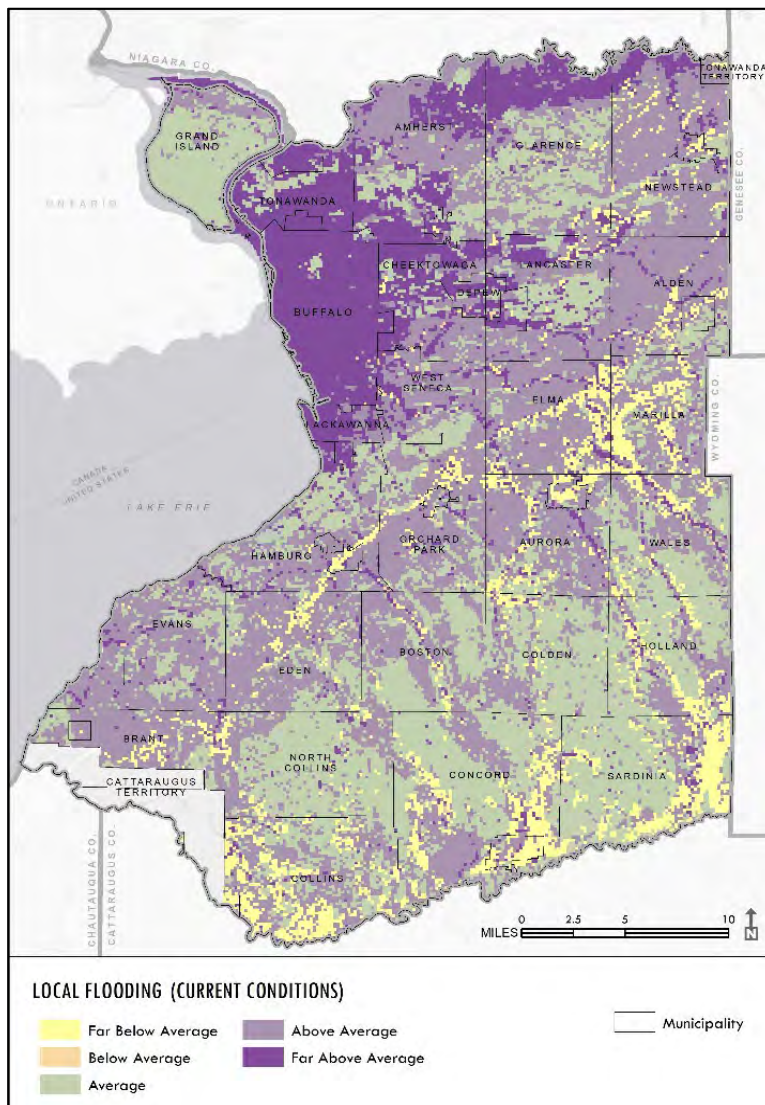 NIAGARA CO.
TONAWANDA
TERRITORY
GRAND
ISLAND
AMHERST
CLARENCE
GENESEE CO.
ONTARIO
NEWSTEAD
TONAWANDA
CHEEKTOWAGA
LANCASTER
DEPEW
ALDEN
BUFFALO
WEST
SENECA
ELMA
MARILLA
WYOMING CO.
LACKAWANNA
CANADA
UNITED STATES
LAKE ERIE
HAMBURG
ORCHARD
PARK
AURORA
WALES
EVANS
EDEN
BOSTON
COLDEN
HOLLAND
BRANT
NORTH
COLLINS
CONCORD
SARDINIA
CATTARAUGUS
TERRITORY
CHAUTAUQUA CO.
CATTARAUGUS CO.
COLLINS
MILES
0 2.5 5 10
N
LOCAL FLOODING (CURRENT CONDITIONS)
Far Below Average
Below Average
Average
Above Average
Far Above Average
Municipality